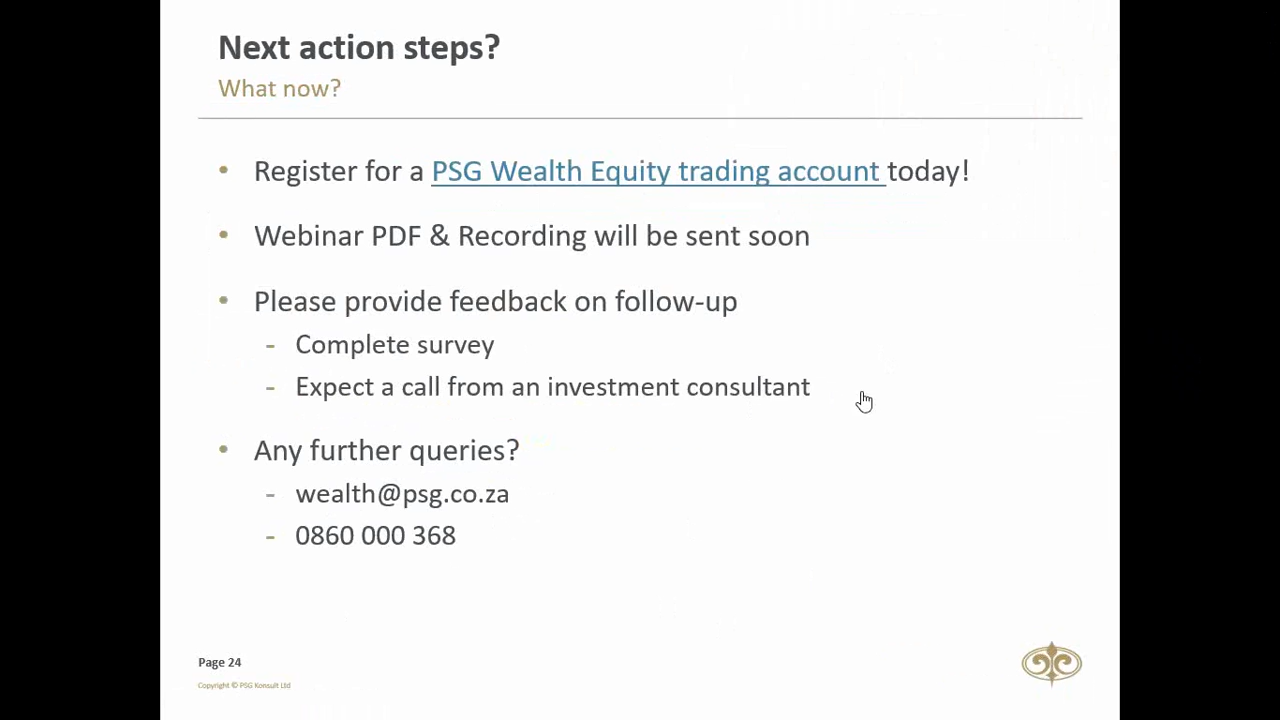 Next action steps?
What now?
• Register for a PSG Wealth Equity trading account today!
• Webinar PDF & Recording will be sent soon
• Please provide feedback on follow-up
- Complete survey
- Expect a call from an investment consultant
• Any further queries?
- wealth@psg.co.za
- 0860 000 368
Page 24
Copyright © PSG Konsult Ltd